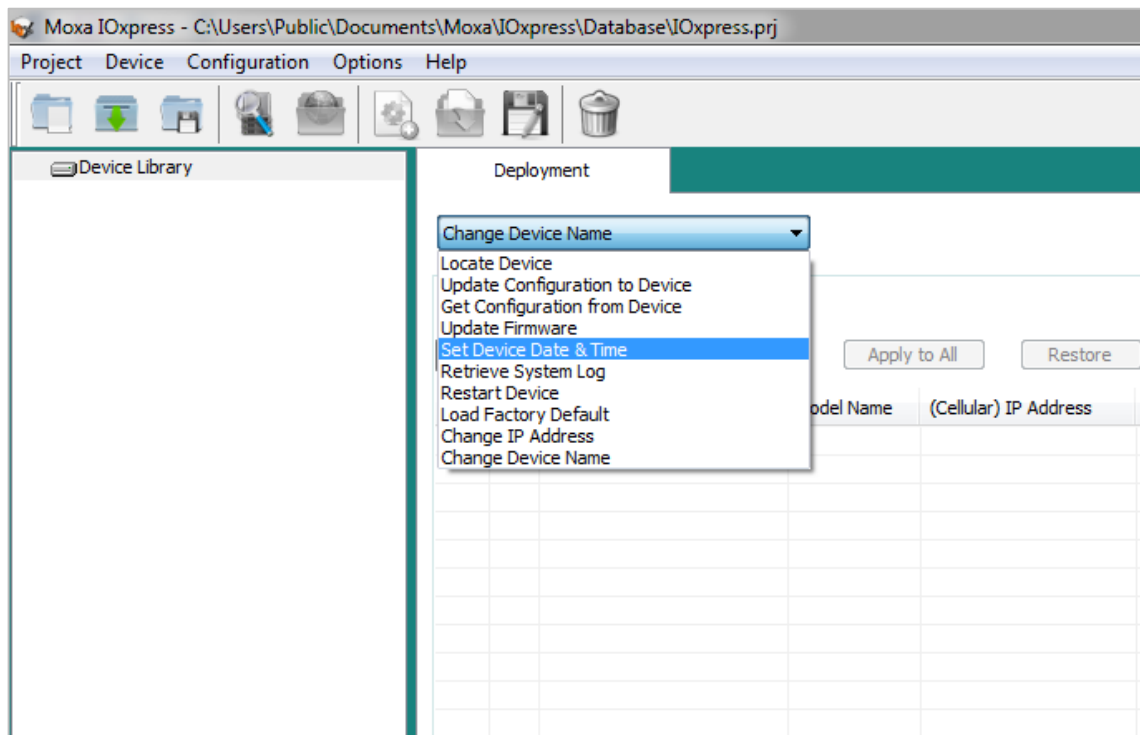 Moxa IOxpress - C:\Users\Public\Documents\Moxa\IOxpress\Database\IOxpress.prj
Project Device Configuration Options Help
Device Library
Deployment
Change Device Name
Locate Device
Update Configuration to Device
Get Configuration from Device
Update Firmware
Set Device Date & Time
Retrieve System Log
Restart Device
Load Factory Default
Change IP Address
Change Device Name
Apply to All Restore
odel Name (Cellular) IP Address